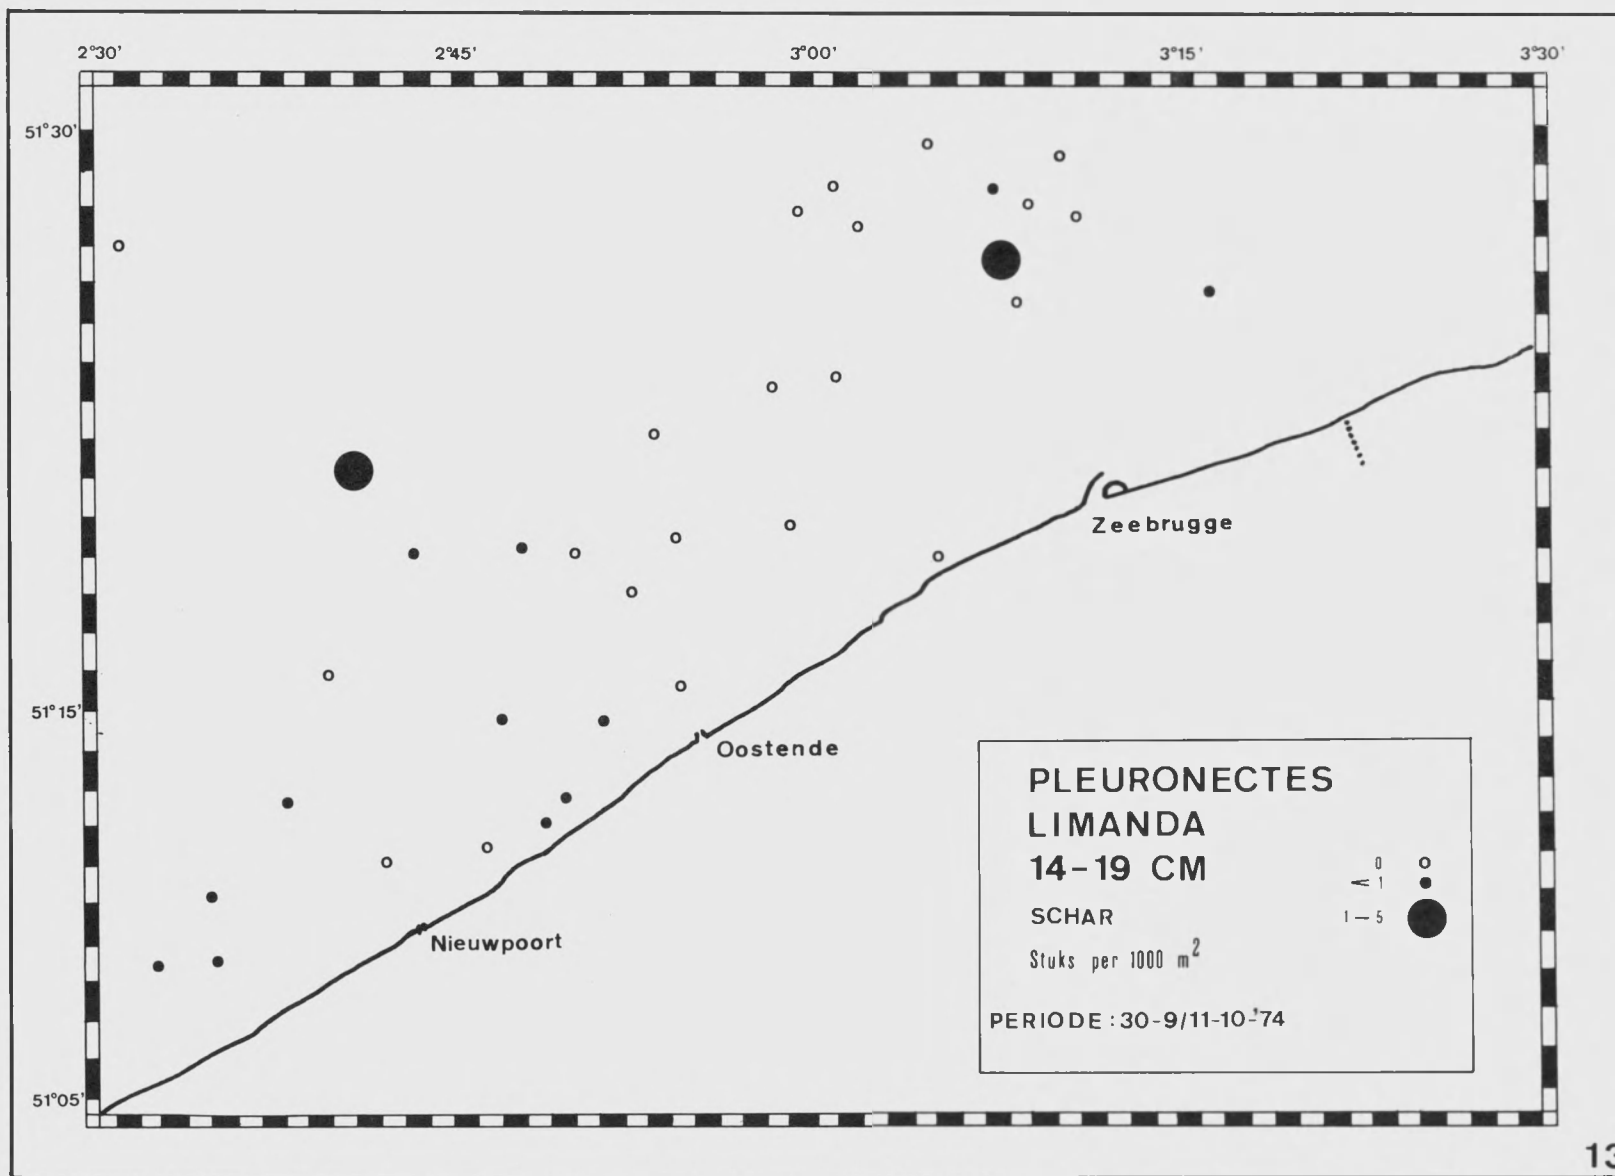 2°30' 2°45' 3°00' 3°15' 3°30'
51°30'
51°15'
51°05'
Zeebrugge
Oostende
Nieuwpoort
PLEURONECTES
LIMANDA
14-19 CM
SCHAR
Stuks per 1000 m²
PERIODE : 30-9/11-10-'74
0
< 1
1 — 5
13